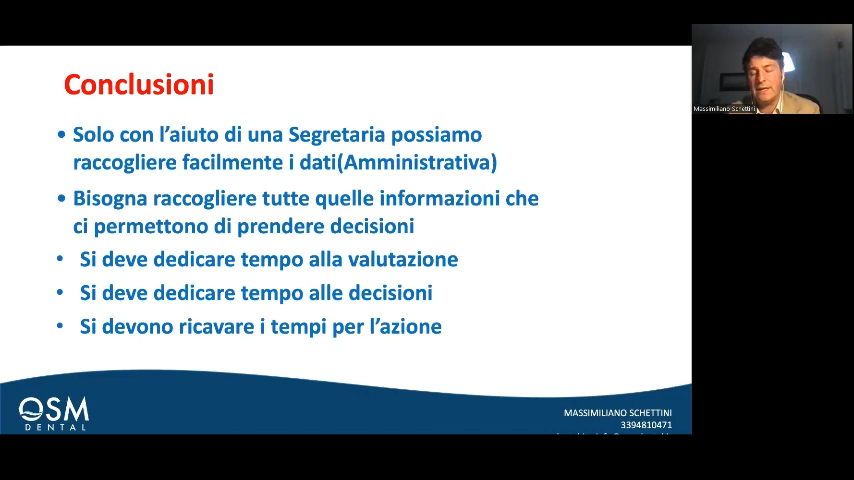 Conclusioni
• Solo con l’aiuto di una Segretaria possiamo
raccogliere facilmente i dati(Amministrativa)
• Bisogna raccogliere tutte quelle informazioni che
ci permettono di prendere decisioni
• Si deve dedicare tempo alla valutazione
• Si deve dedicare tempo alle decisioni
• Si devono ricavare i tempi per l’azione
OSM
DENTAL
MASSIMILIANO SCHETTINI
3394810471
Massimiliano Schettini